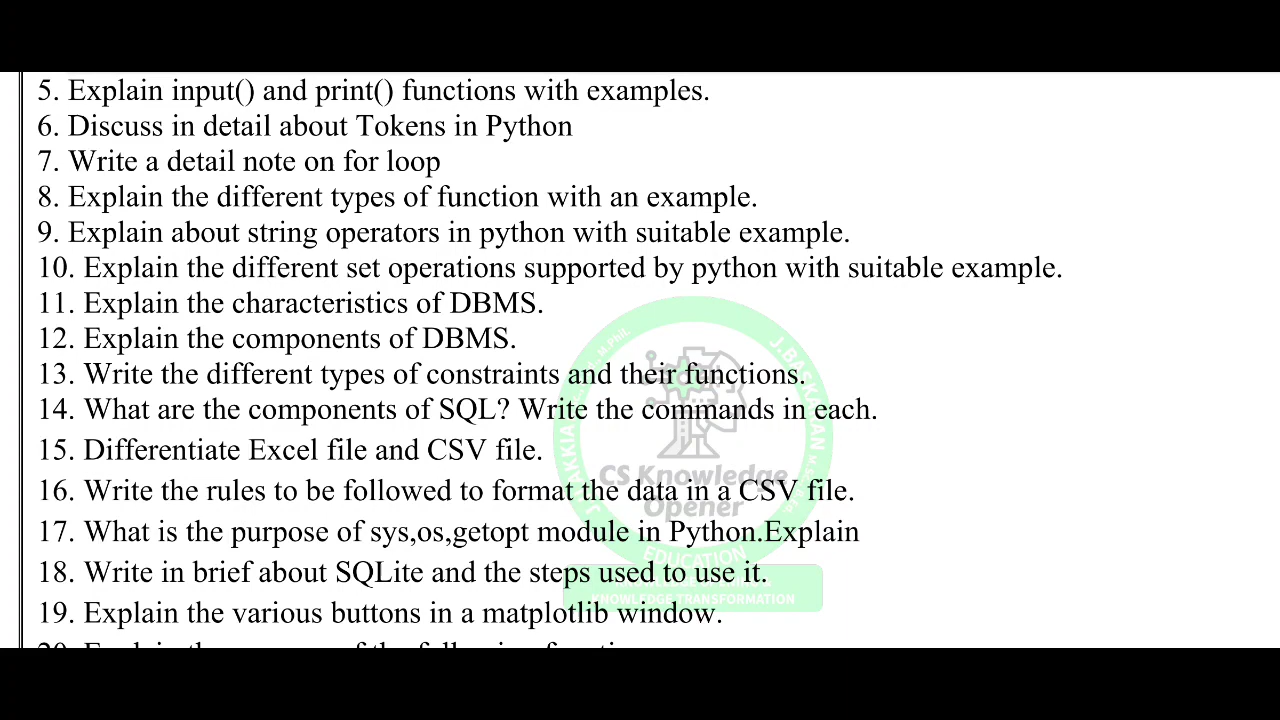 5. Explain input() and print() functions with examples.
6. Discuss in detail about Tokens in Python
7. Write a detail note on for loop
8. Explain the different types of function with an example.
9. Explain about string operators in python with suitable example.
10. Explain the different set operations supported by python with suitable example.
11. Explain the characteristics of DBMS.
12. Explain the components of DBMS.
13. Write the different types of constraints and their functions.
14. What are the components of SQL? Write the commands in each.
15. Differentiate Excel file and CSV file.
16. Write the rules to be followed to format the data in a CSV file.
17. What is the purpose of sys,os,getopt module in Python.Explain
18. Write in brief about SQLite and the steps used to use it.
19. Explain the various buttons in a matplotlib window.
J.BASKARAN
CS Knowledge
Opener
EDUCATION
KNOWLEDGE TRANSFORMATION